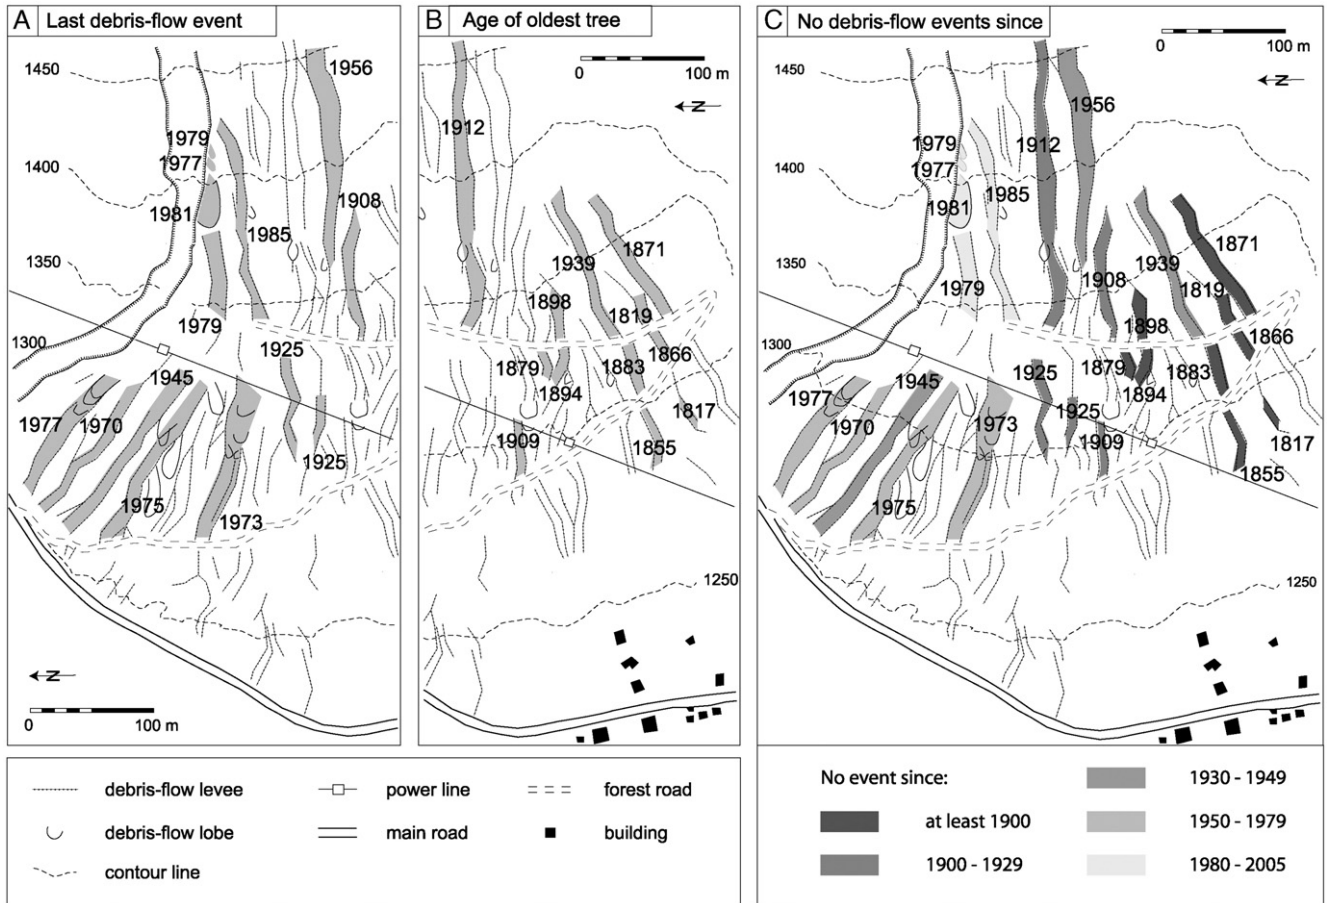 A Last debris-flow event
1450
1956
1979
1977
1400
1981
1908
1985
1350
1979
1300
1925
1945
1977
1970
1925
1975
1973
N
0 100 m
B Age of oldest tree
0 100 m
N
1912
1871
1939
1898
1819
1866
1879
1883
1894
1817
1909
1855
1250
C No debris-flow events since
0 100 m
N
1450
1956
1979
1912
1400
1977
1985
1981
1871
1350
1939
1908
1979
1819
1898
1866
1300
1925
1879
1883
1945
1894
1977
1925
1970
1973
1909
1817
1855
1975
1250
debris-flow levee
power line
forest road
debris-flow lobe
main road
building
contour line
No event since:
1930 - 1949
at least 1900
1950 - 1979
1900 - 1929
1980 - 2005